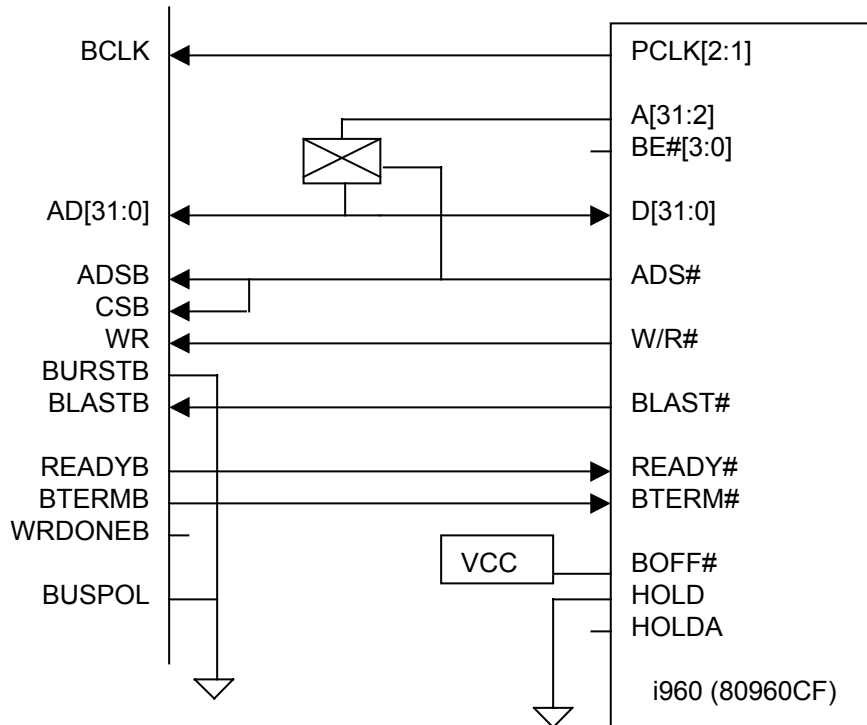 BCLK PCLK[2:1]
A[31:2]
BE#[3:0]
AD[31:0] D[31:0]
ADSB ADS#
CSB
WR W/R#
BURSTB
BLASTB BLAST#
READYB READY#
BTERMB BTERM#
WRDONEB
VCC BOFF#
BUSPOL HOLD
HOLDA
i960 (80960CF)